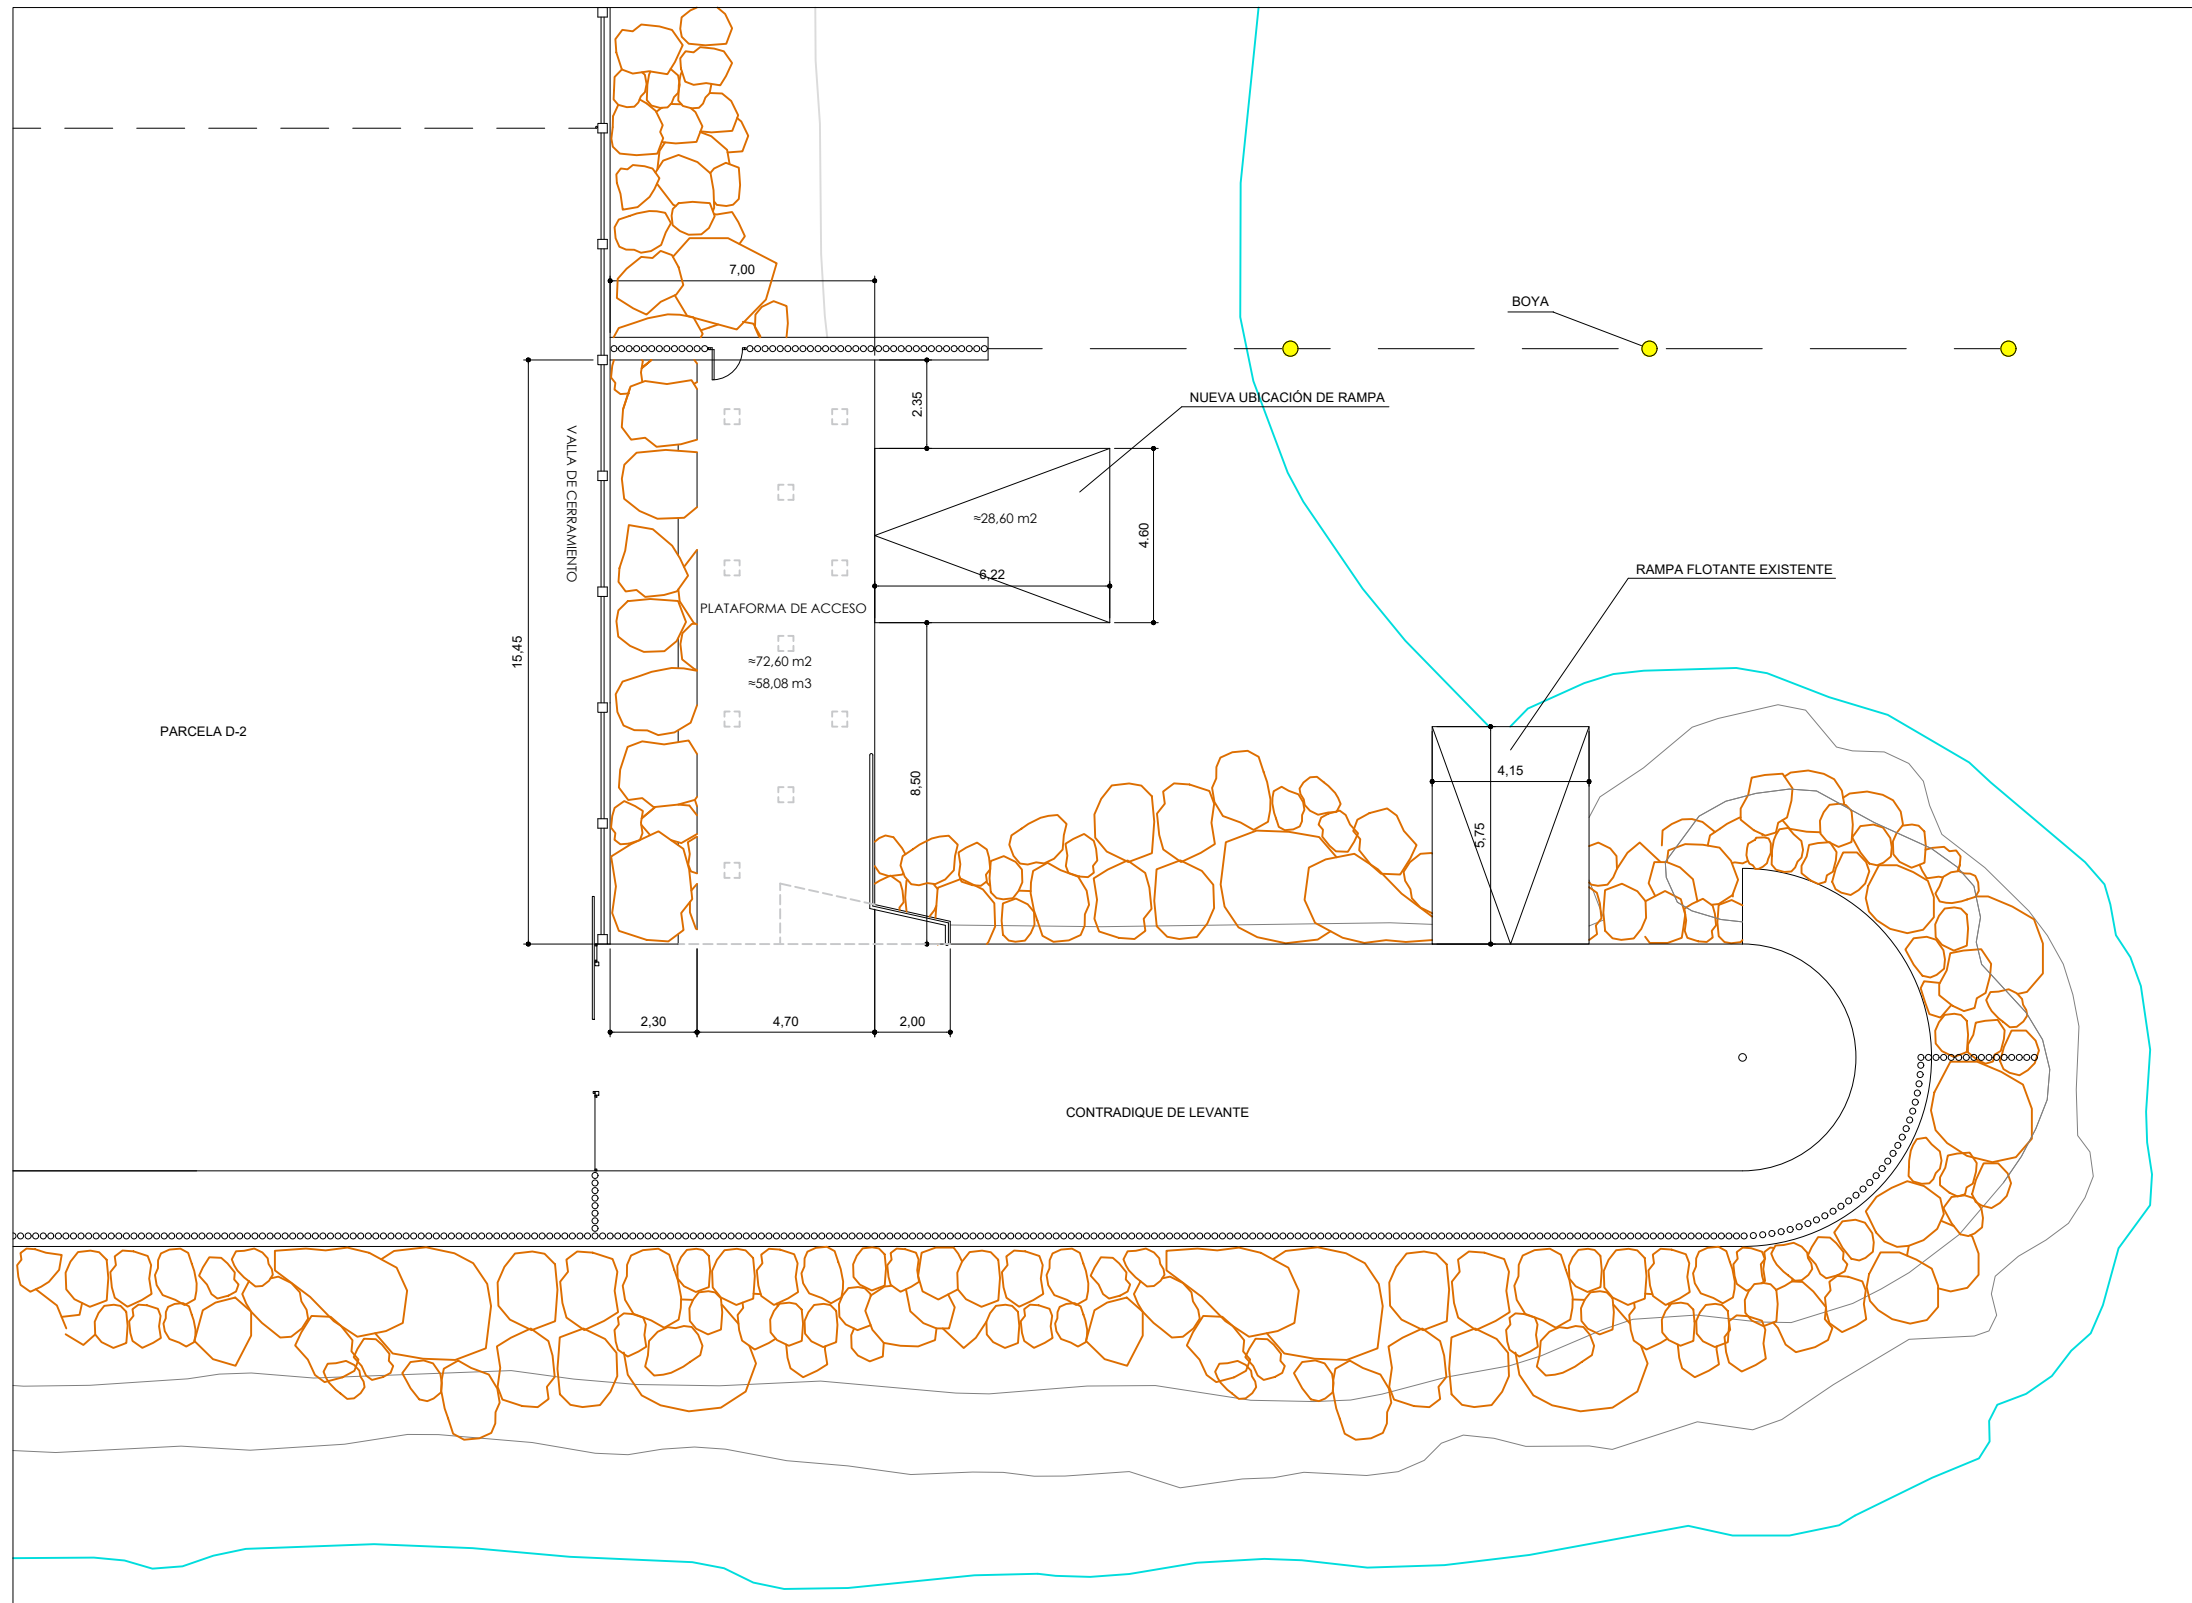 7,00
BOYA
NUEVA UBICACIÓN DE RAMPA
2.35
VALLA DE CERRAMIENTO
≈28,60 m2
4.60
6,22
RAMPA FLOTANTE EXISTENTE
PLATAFORMA DE ACCESO
15,45
≈72,60 m2
≈58,08 m3
PARCELA D-2
8,50
4,15
5,75
2,30
4,70
2,00
CONTRADIQUE DE LEVANTE